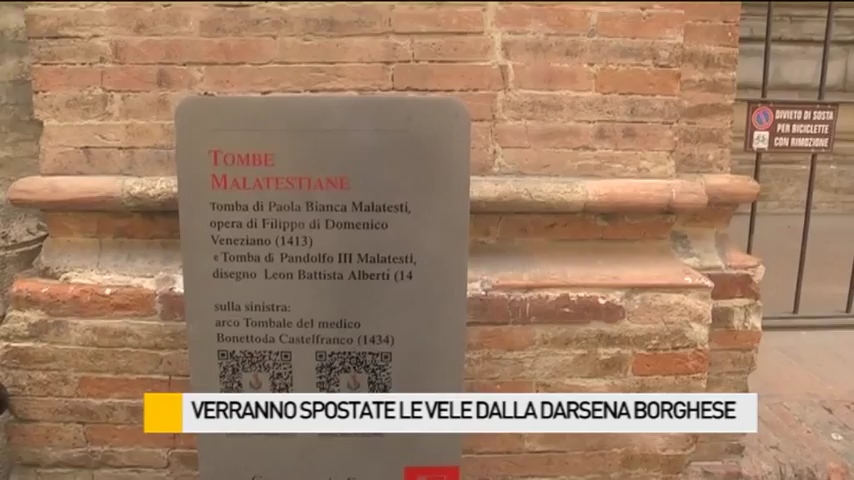 TOMBE
MALATESTIANE
Tomba di Paola Bianca Malatesti,
opera di Filippo di Domenico
Veneziano (1413)
e Tomba di Pandolfo III Malatesti,
disegno Leon Battista Alberti (14
sulla sinistra:
arco Tombale del medico
Bonettoda Castelfranco (1434)
DIVIETO DI SOSTA
PER BICICLETTE
CON RIMOZIONE
VERRANNO SPOSTATE LE VELE DALLA DARSENA BORGHESE